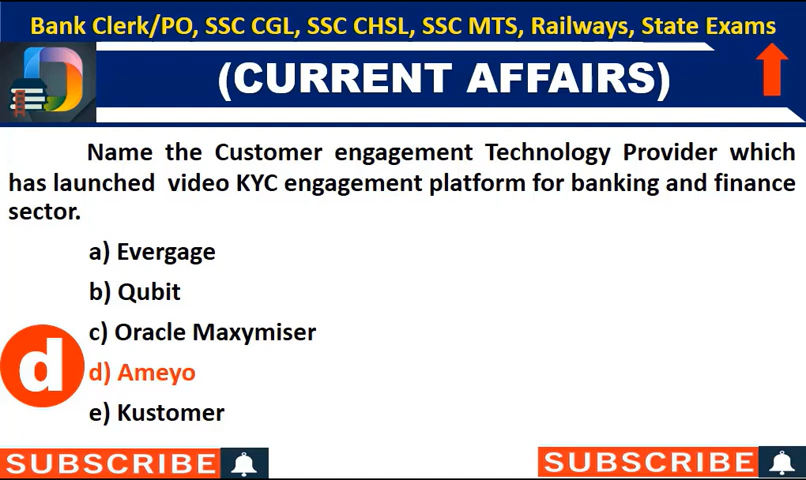 Bank Clerk/PO, SSC CGL, SSC CHSL, SSC MTS, Railways, State Exams
(CURRENT AFFAIRS)
Name the Customer engagement Technology Provider which
has launched video KYC engagement platform for banking and finance
sector.
a) Evergage
b) Qubit
c) Oracle Maxymiser
d
d) Ameyo
e) Kustomer
SUBSCRIBE
SUBSCRIBE